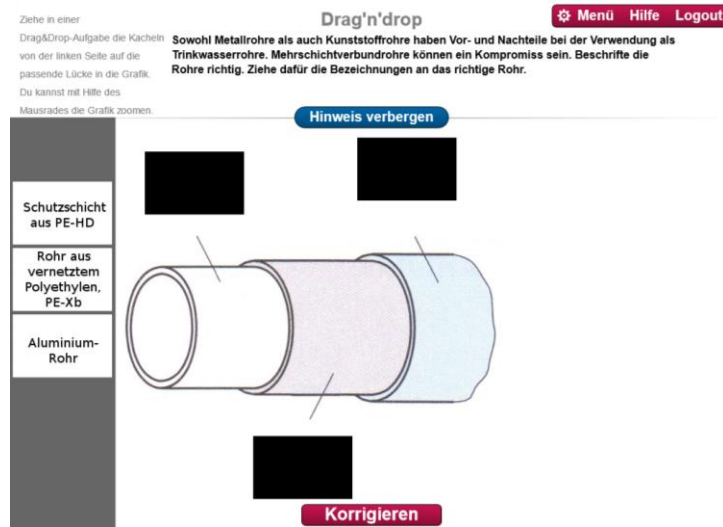 Ziehe in einer
Drag&Drop-Aufgabe die Kacheln
von der linken Seite auf die
passende Lücke in die Grafik.
Du kannst mit Hilfe des
Mausrades die Grafik zoomen.
Drag'n'drop
Menü Hilfe Logout
Sowohl Metallrohre als auch Kunststoffrohre haben Vor- und Nachteile bei der Verwendung als
Trinkwasserrohre. Mehrschichtverbundrohre können ein Kompromiss sein. Beschrifte die
Rohre richtig. Ziehe dafür die Bezeichnungen an das richtige Rohr.
Hinweis verbergen
Schutzschicht
aus PE-HD
Rohr aus
vernetztem
Polyethylen,
PE-Xb
Aluminium-
Rohr
Korrigieren